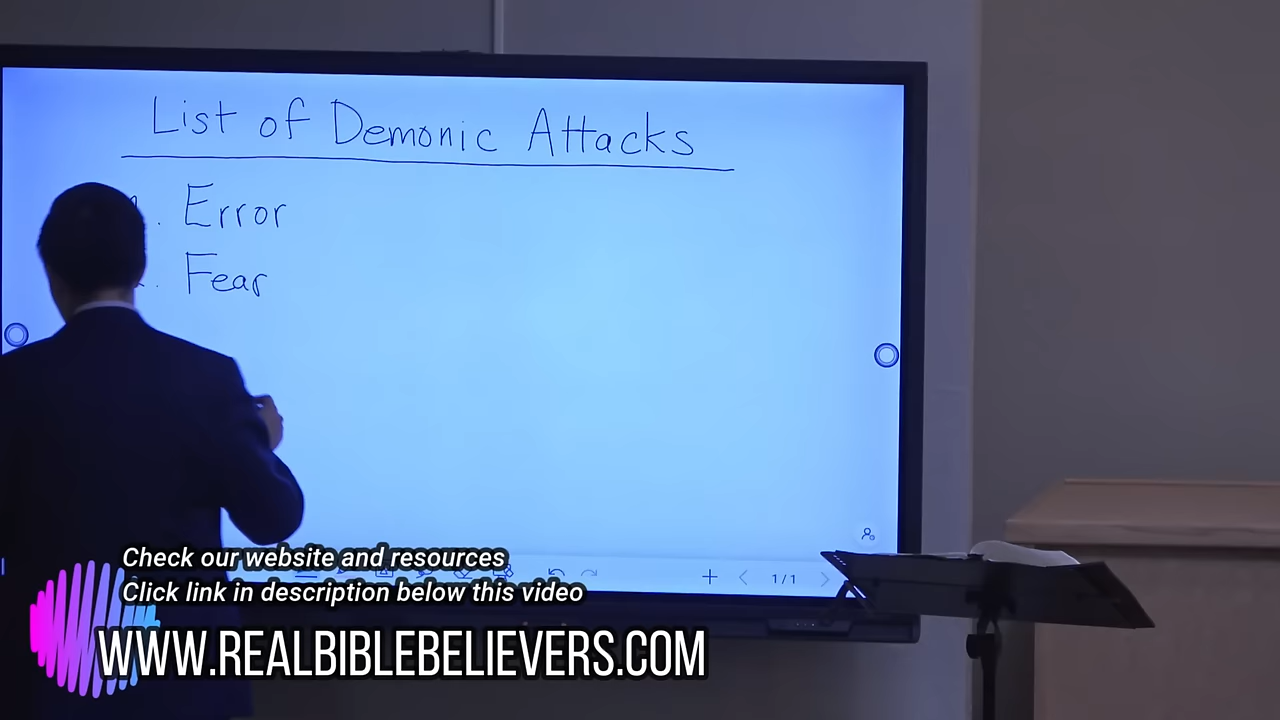 List of Demonic Attacks
Error
Fear
1/1
Check our website and resources
Click link in description below this video
WWW.REALBIBLEBELIEVERS.COM